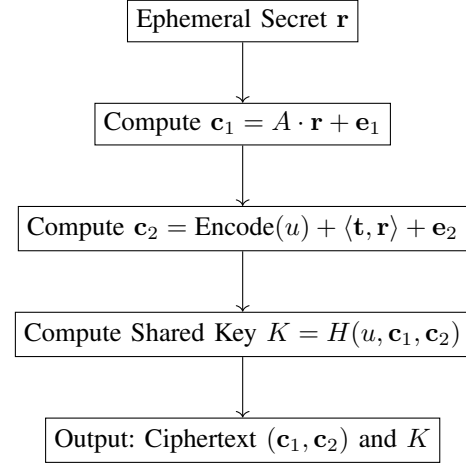 Ephemeral Secret r
Compute c₁ = A · r + e₁
Compute c₂ = Encode(u) + ⟨t, r⟩ + e₂
Compute Shared Key K = H(u, c₁, c₂)
Output: Ciphertext (c₁, c₂) and K